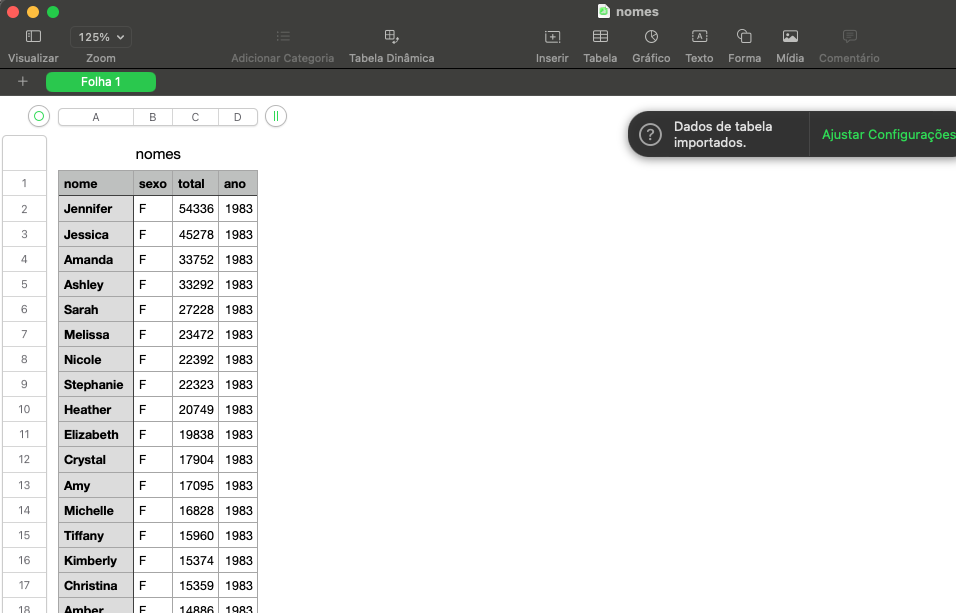 nomes
125%
Visualizar Zoom Adicionar Categoria Tabela Dinâmica Inserir Tabela Gráfico Texto Forma Mídia Comentário
+ Folha 1
A B C D
Dados de tabela
importados.
Ajustar Configurações
nomes
1 nome sexo total ano
2 Jennifer F 54336 1983
3 Jessica F 45278 1983
4 Amanda F 33752 1983
5 Ashley F 33292 1983
6 Sarah F 27228 1983
7 Melissa F 23472 1983
8 Nicole F 22392 1983
9 Stephanie F 22323 1983
10 Heather F 20749 1983
11 Elizabeth F 19838 1983
12 Crystal F 17904 1983
13 Amy F 17095 1983
14 Michelle F 16828 1983
15 Tiffany F 15960 1983
16 Kimberly F 15374 1983
17 Christina F 15359 1983
18 Amber F 14886 1983